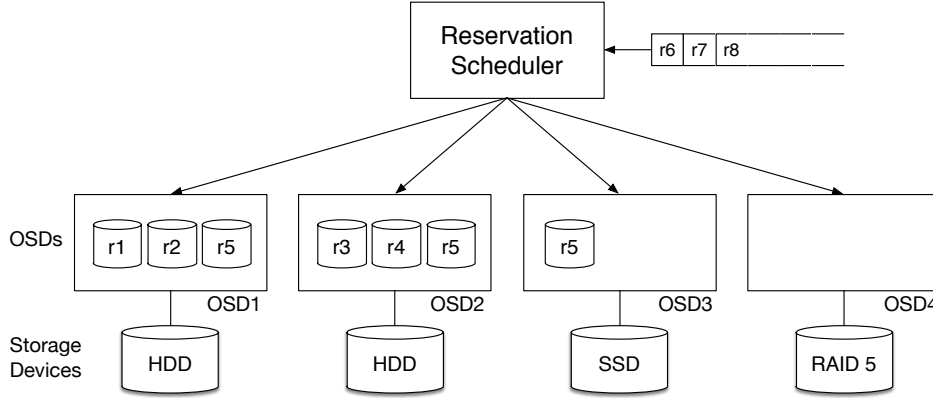 Reservation
Scheduler
r6 r7 r8
OSDs
r1 r2 r5
r3 r4 r5
r5
OSD1
OSD2
OSD3
OSD4
Storage
Devices
HDD
HDD
SSD
RAID 5